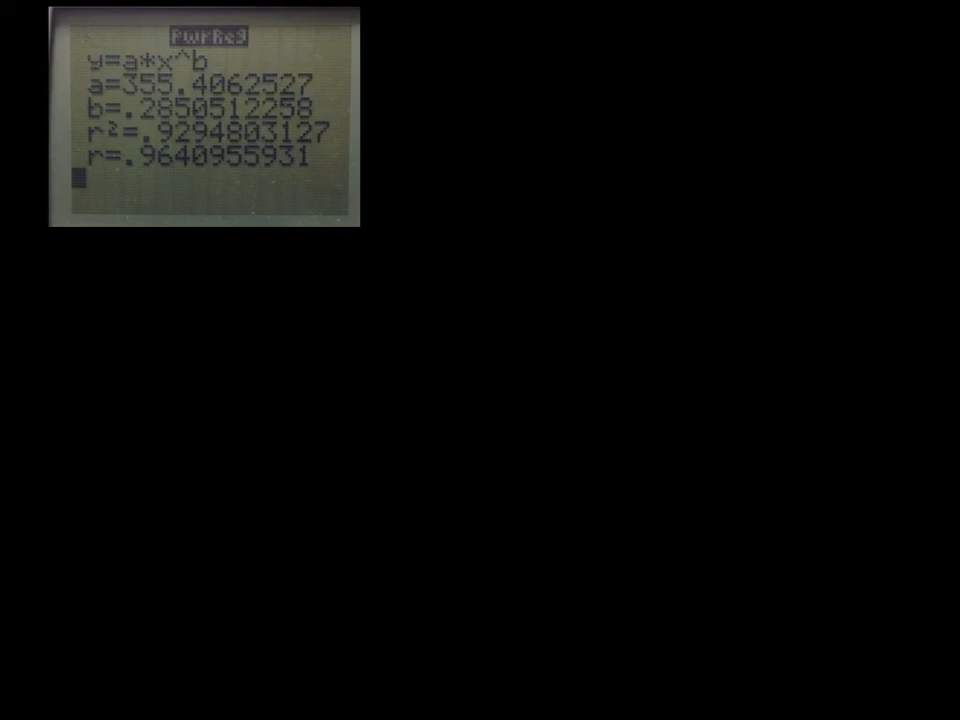 PwrReg
y=a*x^b
a=355.4062527
b=.2850512258
r²=.9294803127
r=.9640955931